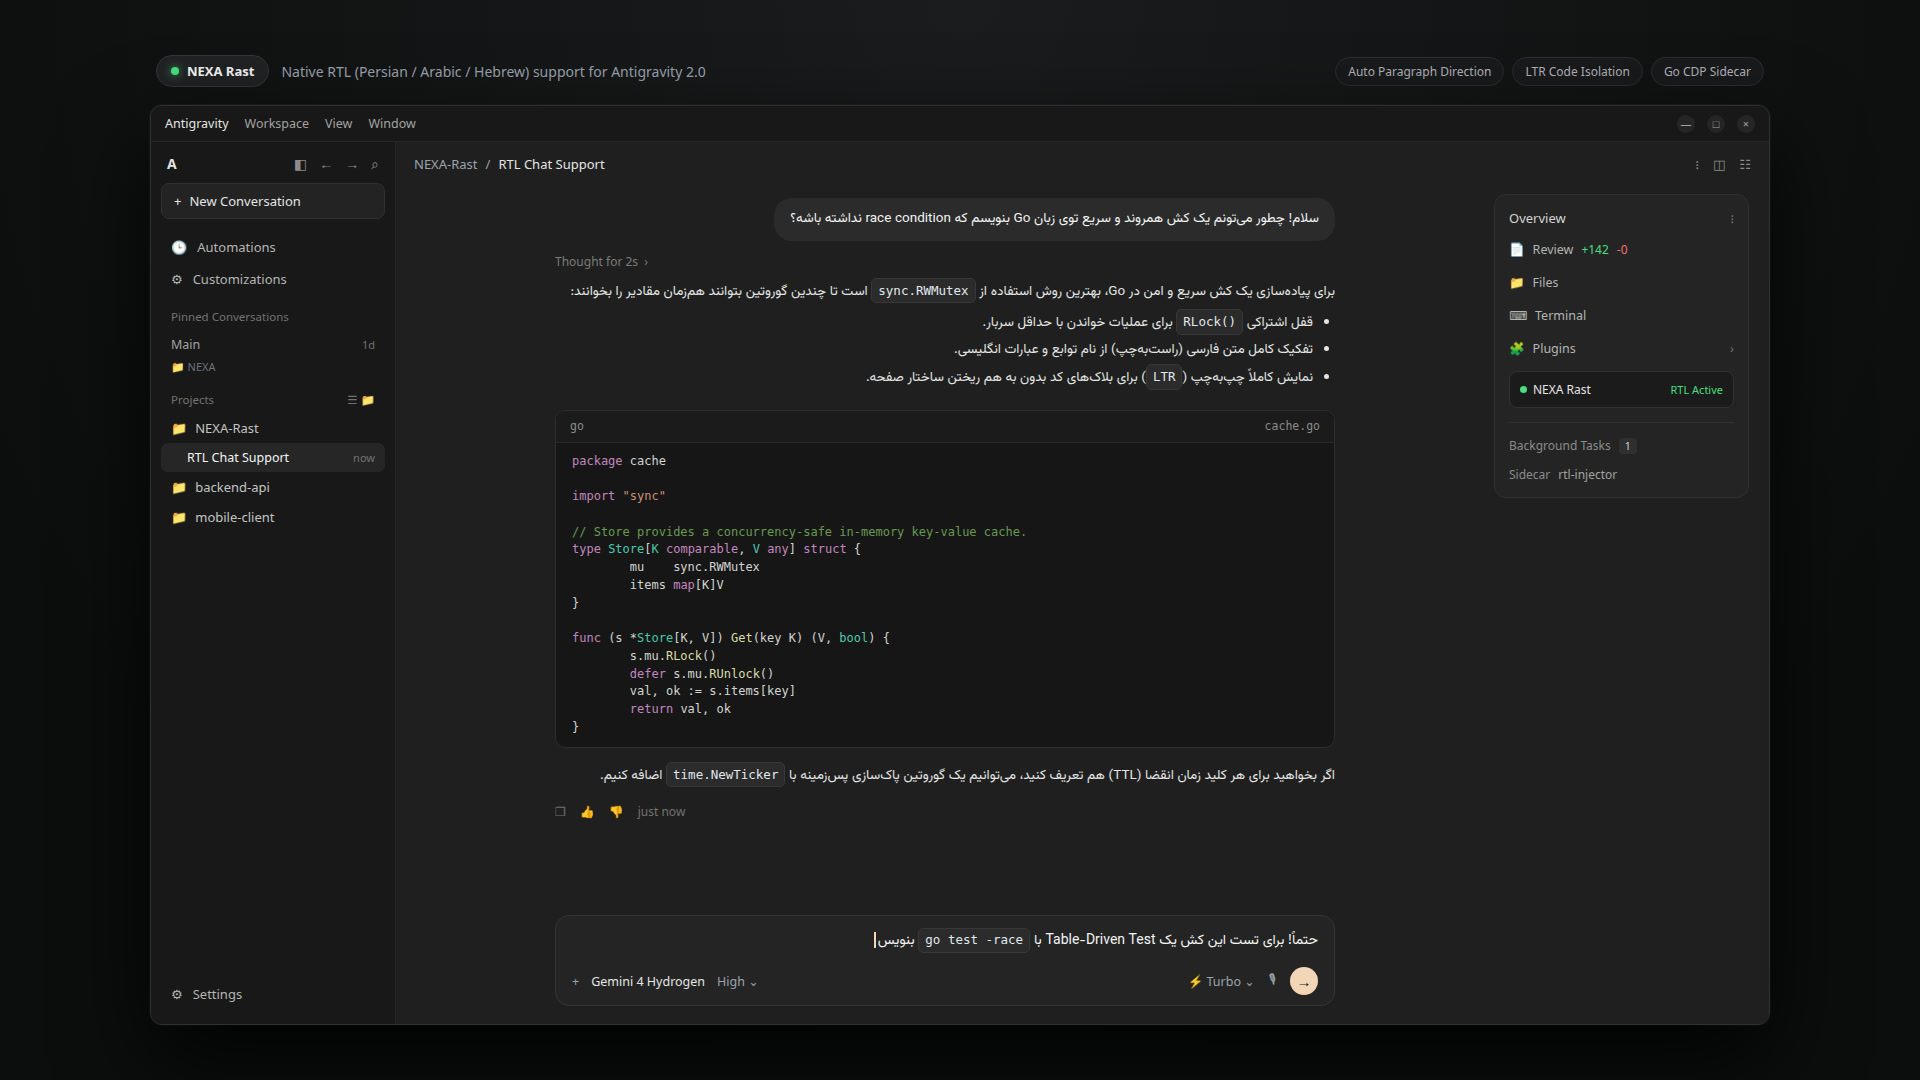 NEXA Rast
Native RTL (Persian / Arabic / Hebrew) support for Antigravity 2.0
Auto Paragraph Direction
LTR Code Isolation
Go CDP Sidecar
Antigravity Workspace View Window
A
+ New Conversation
Automations
Customizations
Pinned Conversations
Main 1d
NEXA
Projects
NEXA-Rast
RTL Chat Support now
backend-api
mobile-client
Settings
NEXA-Rast / RTL Chat Support
سلام! چطور می‌تونم یک کش همروند و سریع توی زبان Go بنویسم که race condition نداشته باشه؟
Thought for 2s ›
برای پیاده‌سازی یک کش سریع و امن در Go، بهترین روش استفاده از sync.RWMutex است تا چندین گوروتین بتوانند هم‌زمان مقادیر را بخوانند:
• قفل اشتراکی RLock() برای عملیات خواندن با حداقل سربار.
• تفکیک کامل متن فارسی (راست‌به‌چپ) از نام توابع و عبارات انگلیسی.
• نمایش کاملاً چپ‌به‌چپ (LTR) برای بلاک‌های کد بدون به هم ریختن ساختار صفحه.
go cache.go
package cache
import "sync"
// Store provides a concurrency-safe in-memory key-value cache.
type Store[K comparable, V any] struct {
mu sync.RWMutex
items map[K]V
}
func (s *Store[K, V]) Get(key K) (V, bool) {
s.mu.RLock()
defer s.mu.RUnlock()
val, ok := s.items[key]
return val, ok
}
اگر بخواهید برای هر کلید زمان انقضا (TTL) هم تعریف کنید، می‌توانیم یک گوروتین پاک‌سازی پس‌زمینه با time.NewTicker اضافه کنیم.
just now
حتماً! برای تست این کش یک Table-Driven Test با go test -race بنویس
+ Gemini 4 Hydrogen High
Turbo
Overview
Review +142 -0
Files
Terminal
Plugins ›
NEXA Rast RTL Active
Background Tasks 1
Sidecar rtl-injector